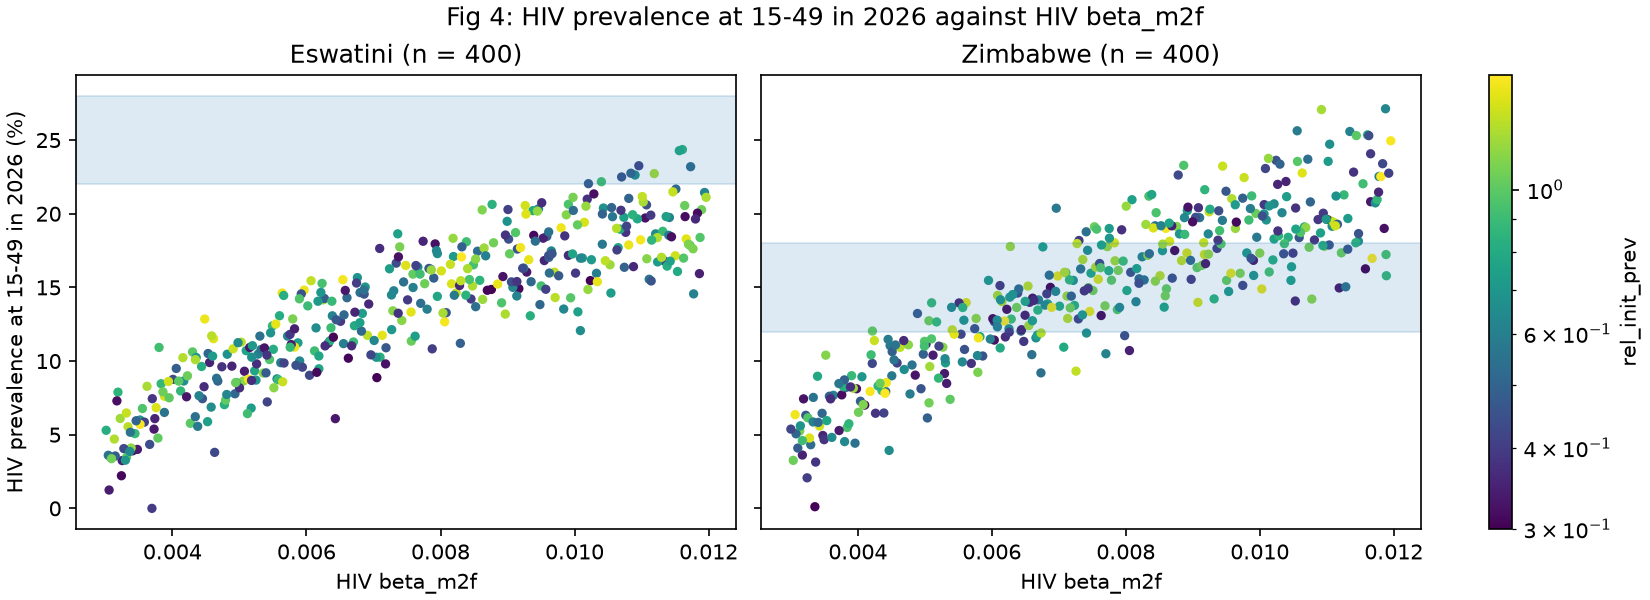 Fig 4: HIV prevalence at 15-49 in 2026 against HIV beta_m2f
Eswatini (n = 400)
Zimbabwe (n = 400)
HIV prevalence at 15-49 in 2026 (%)
25
20
15
10
5
0
0.004 0.006 0.008 0.010 0.012
HIV beta_m2f
0.004 0.006 0.008 0.010 0.012
HIV beta_m2f
10⁰
6 × 10⁻¹
4 × 10⁻¹
3 × 10⁻¹
rel_init_prev